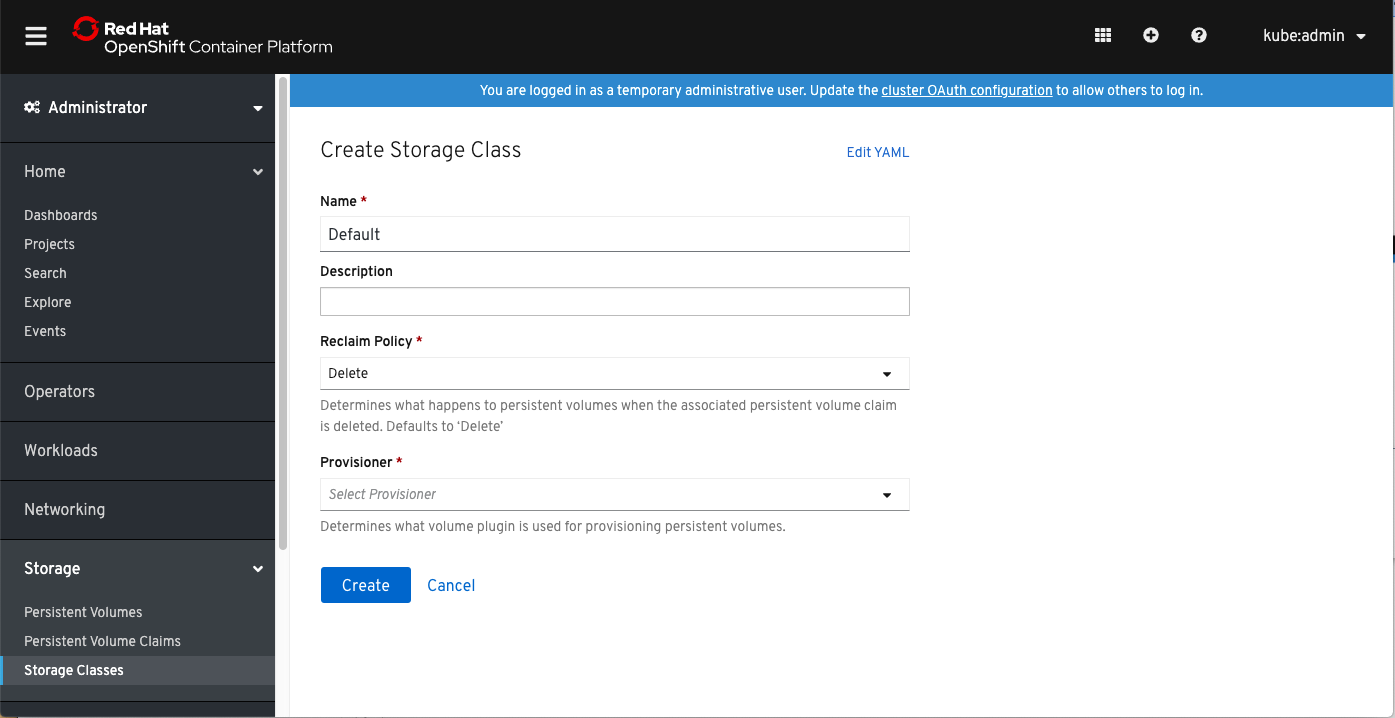 Red Hat
OpenShift Container Platform
kube:admin
Administrator
Home
Dashboards
Projects
Search
Explore
Events
Operators
Workloads
Networking
Storage
Persistent Volumes
Persistent Volume Claims
Storage Classes
You are logged in as a temporary administrative user. Update the cluster OAuth configuration to allow others to log in.
Create Storage Class
Edit YAML
Name *
Default
Description
Reclaim Policy *
Delete
Determines what happens to persistent volumes when the associated persistent volume claim
is deleted. Defaults to ‘Delete’
Provisioner *
Select Provisioner
Determines what volume plugin is used for provisioning persistent volumes.
Create
Cancel